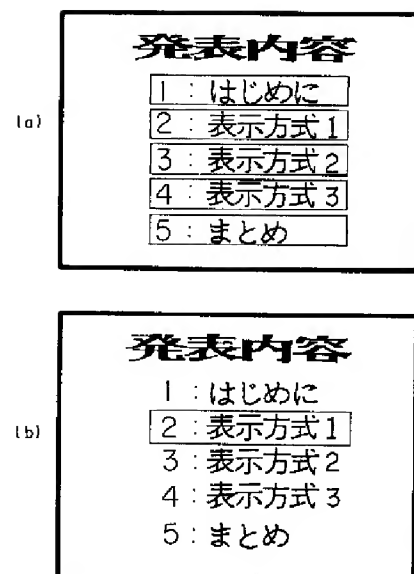 (a)
発表内容
1:はじめに
2:表示方式1
3:表示方式2
4:表示方式3
5:まとめ
(b)
発表内容
1:はじめに
2:表示方式1
3:表示方式2
4:表示方式3
5:まとめ